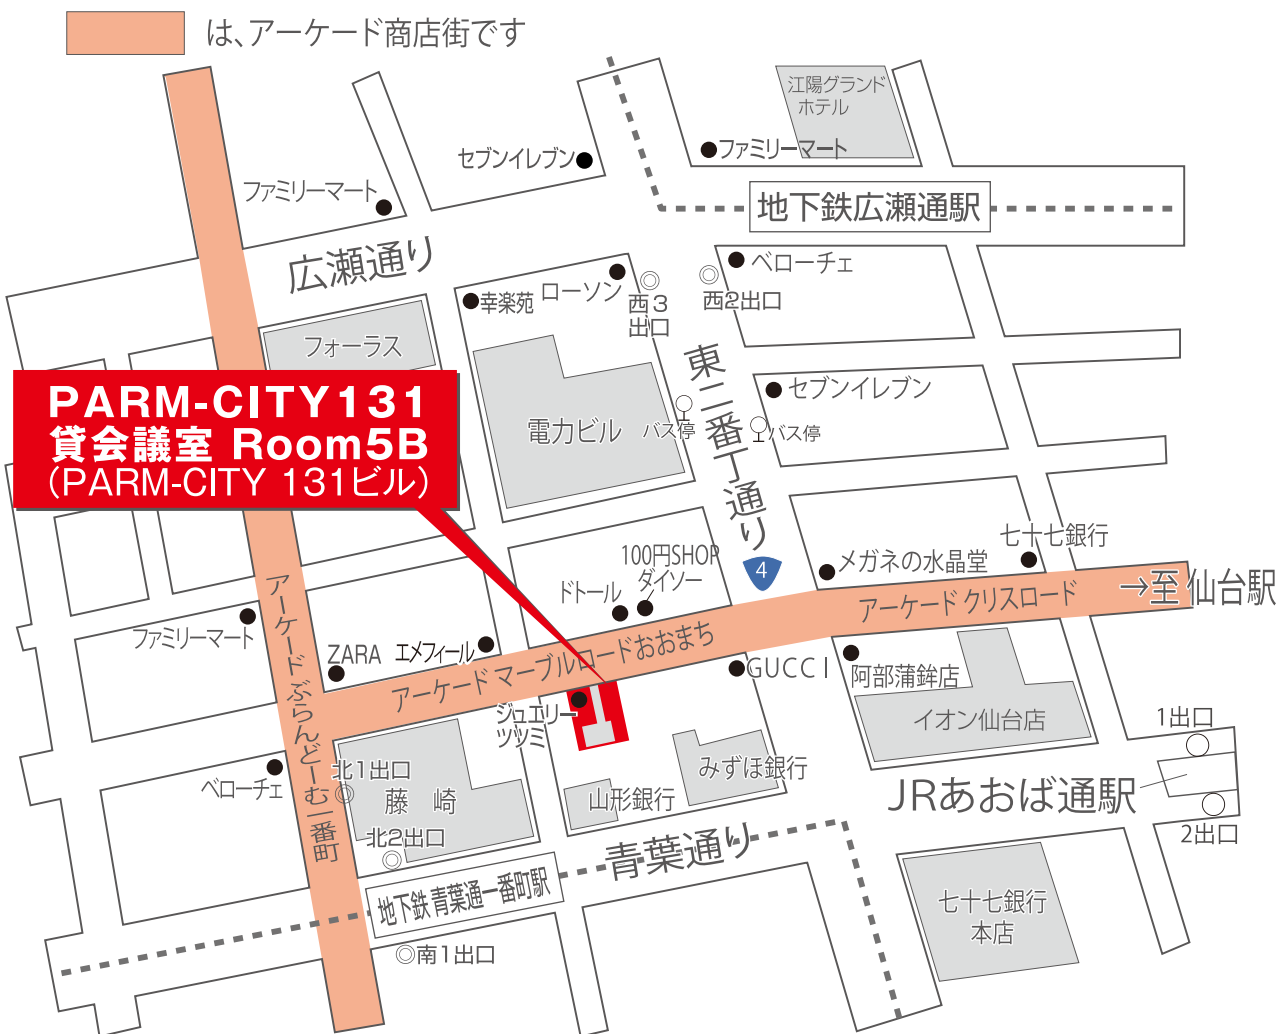 は、アーケード商店街です
江陽グランド
ホテル
セブンイレブン
ファミリーマート
ファミリーマート
地下鉄広瀬通駅
広瀬通り
ベローチェ
ローソン
幸楽苑
西3
出口
西2出口
フォーラス
東二番丁通り
セブンイレブン
PARM-CITY131
貸会議室 Room5B
(PARM-CITY 131ビル)
電力ビル
バス停
バス停
七十七銀行
メガネの水晶堂
100円SHOP
ダイソー
4
ドトール
→至 仙台駅
アーケード クリスロード
アーケード ぶらんどーむ一番町
ファミリーマート
ZARA
エメフィール
アーケード マーブルロードおおまち
GUCCI
阿部蒲鉾店
ジュエリー
ツツミ
イオン仙台店
1出口
みずほ銀行
ベローチェ
北1出口
藤崎
山形銀行
JRあおば通駅
2出口
北2出口
青葉通り
地下鉄 青葉通一番町駅
七十七銀行
本店
南1出口